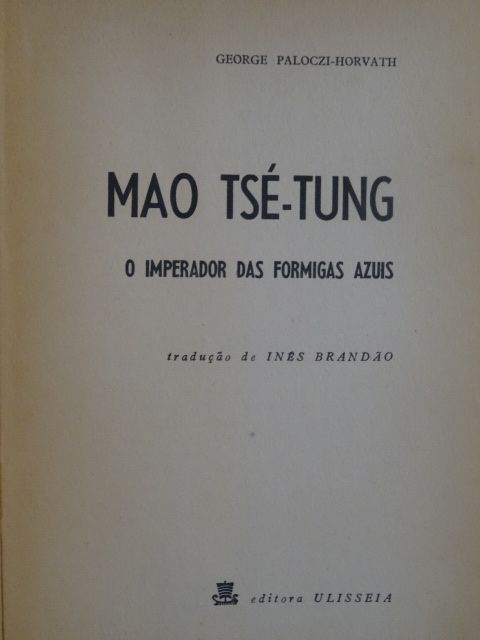 GEORGE PALOCZI-HORVATH
MAO TSÉ-TUNG
O IMPERADOR DAS FORMIGAS AZUIS
tradução de INÊS BRANDÃO
editora ULISSEIA